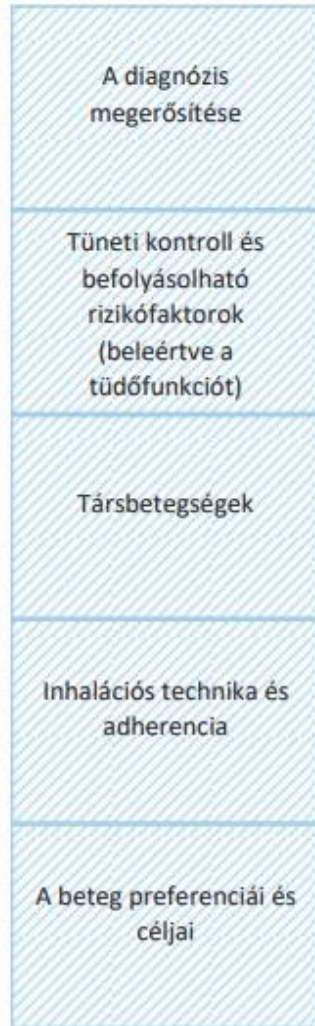 A diagnózis
megerősítése
Tüneti kontroll és
befolyásolható
rizikófaktorok
(beleértve a
tüdőfunkciót)
Társbetegségek
Inhalációs technika és
adherencia
A beteg preferenciái és
céljai